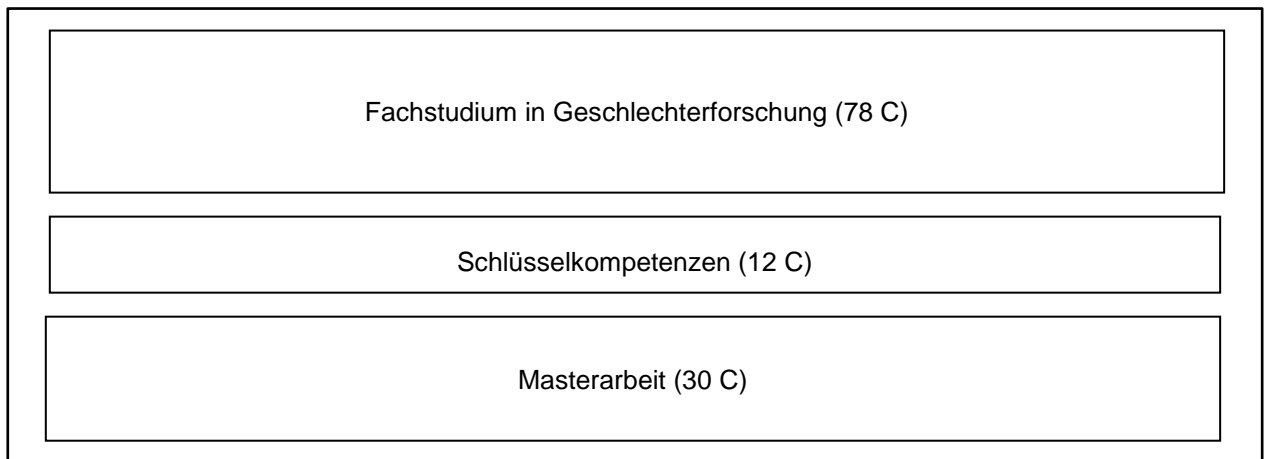 Fachstudium in Geschlechterforschung (78 C)
Schlüsselkompetenzen (12 C)
Masterarbeit (30 C)